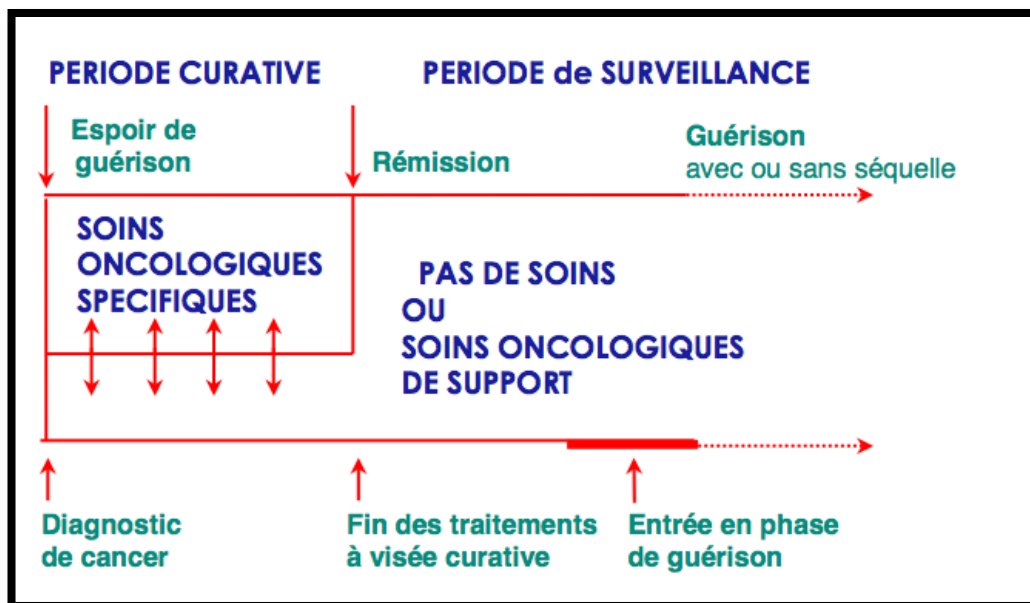 PERIODE CURATIVE
PERIODE de SURVEILLANCE
Espoir de
guérison
Rémission
Guérison
avec ou sans séquelle
SOINS
ONCOLOGIQUES
SPECIFIQUES
PAS DE SOINS
OU
SOINS ONCOLOGIQUES
DE SUPPORT
Diagnostic
de cancer
Fin des traitements
à visée curative
Entrée en phase
de guérison